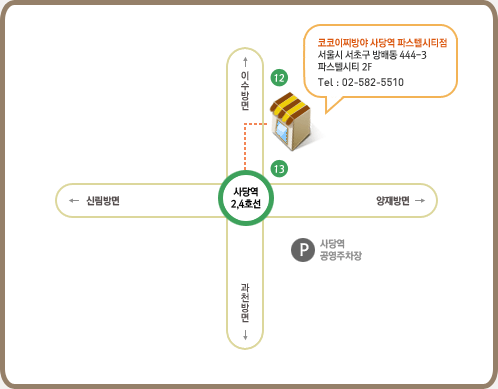 코코이찌방야 사당역 파스텔시티점
서울시 서초구 방배동 444-3
파스텔시티 2F
Tel : 02-582-5510
↑
이수방면
12
13
← 신림방면
사당역
2,4호선
양재방면 →
P
사당역
공영주차장
과천방면
↓